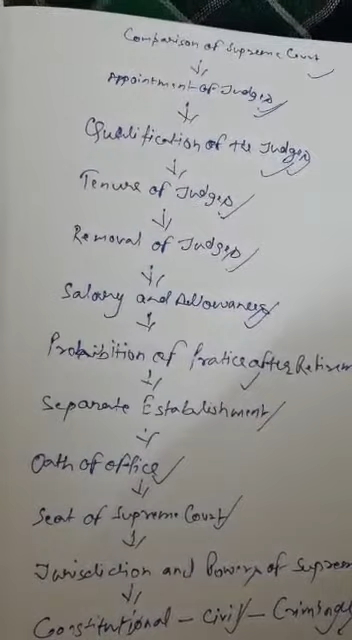 Comparison of Supreme Court
Appointment of Judges
Qualification of the Judges
Tenure of Judges
Removal of Judges
Salary and Allowances
Prohibition of Pratice after Retirem
Separate Establishment
Oath of office
Seat of Supreme Court
Jurisdiction and Powers of Suprem
Constitutional - Civil - Criminal